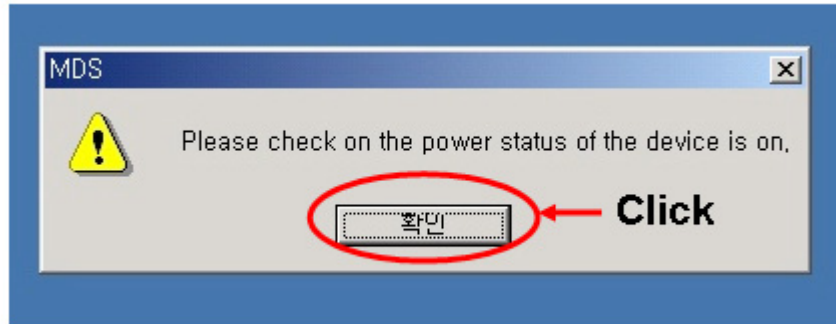 MDS
Please check on the power status of the device is on,
확인
Click